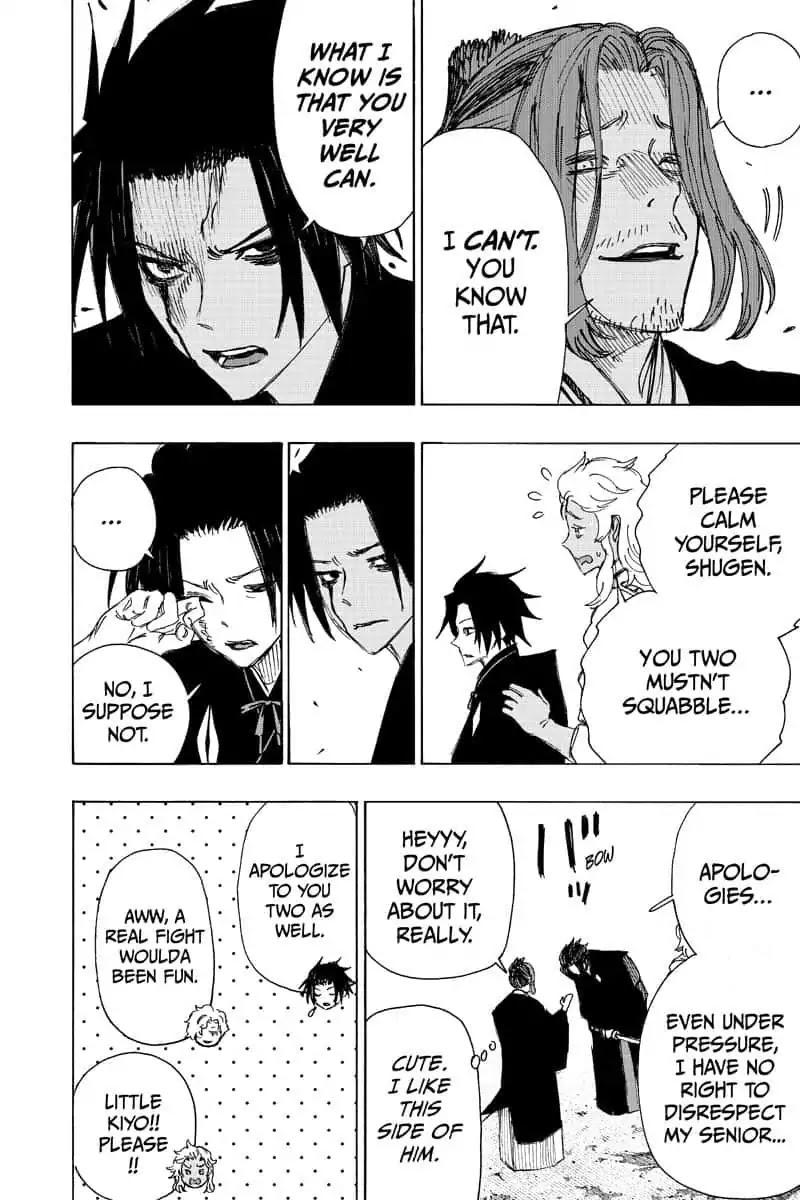 ...
I CAN'T.
YOU
KNOW
THAT.
WHAT I
KNOW IS
THAT YOU
VERY
WELL
CAN.
PLEASE
CALM
YOURSELF,
SHUGEN.
YOU TWO
MUSTN'T
SQUABBLE...
...
NO, I
SUPPOSE
NOT.
APOLO-
GIES...
EVEN UNDER
PRESSURE,
I HAVE NO
RIGHT TO
DISRESPECT
MY SENIOR...
BOW
HEYYY,
DON'T
WORRY
ABOUT IT,
REALLY.
CUTE.
I LIKE
THIS
SIDE OF
HIM.
I
APOLOGIZE
TO YOU
TWO AS
WELL.
AWW, A
REAL FIGHT
WOULDA
BEEN FUN.
LITTLE
KIYO!!
PLEASE
!!